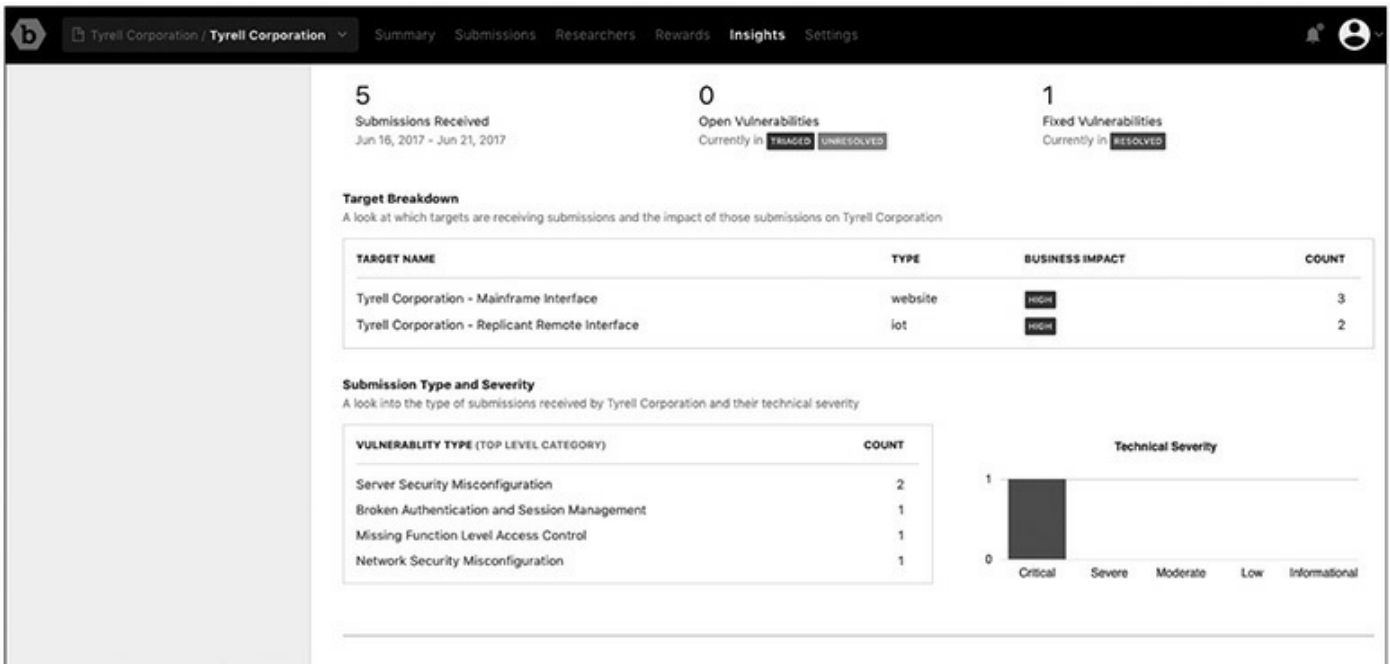 b Tyrell Corporation / Tyrell Corporation Summary Submissions Researchers Rewards Insights Settings
5 0 1
Submissions Received Open Vulnerabilities Fixed Vulnerabilities
Jun 16, 2017 - Jun 21, 2017 Currently in TRIAGED UNRESOLVED Currently in RESOLVED
Target Breakdown
A look at which targets are receiving submissions and the impact of those submissions on Tyrell Corporation
TARGET NAME TYPE BUSINESS IMPACT COUNT
Tyrell Corporation - Mainframe Interface website HIGH 3
Tyrell Corporation - Replicant Remote Interface iot HIGH 2
Submission Type and Severity
A look into the type of submissions received by Tyrell Corporation and their technical severity
VULNERABLITY TYPE (TOP LEVEL CATEGORY) COUNT
Server Security Misconfiguration 2
Broken Authentication and Session Management 1
Missing Function Level Access Control 1
Network Security Misconfiguration 1
Technical Severity
1
0
Critical Severe Moderate Low Informational